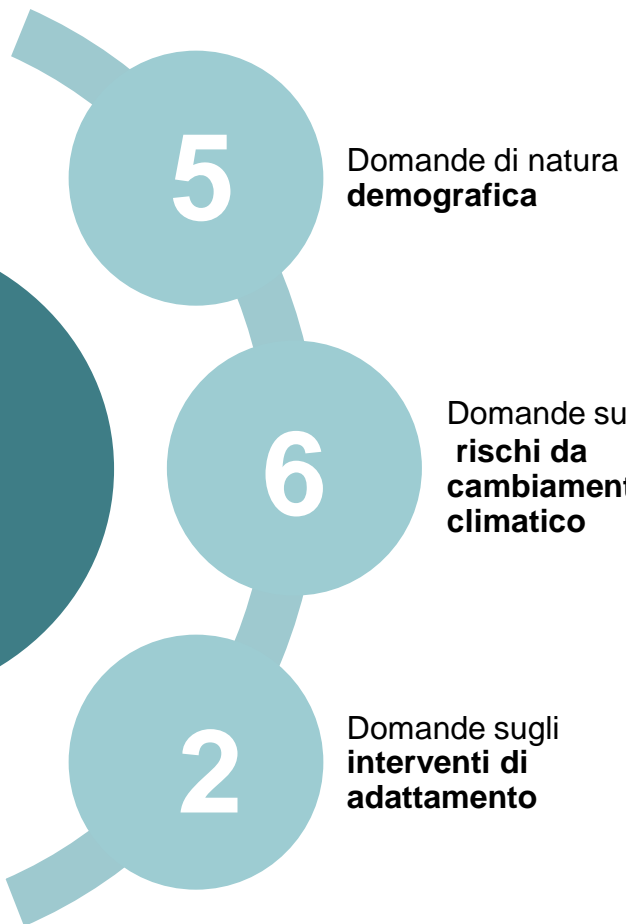 5
Domande di natura
demografica
6
Domande su
rischi da
cambiament
climatico
2
Domande sugli
interventi di
adattamento